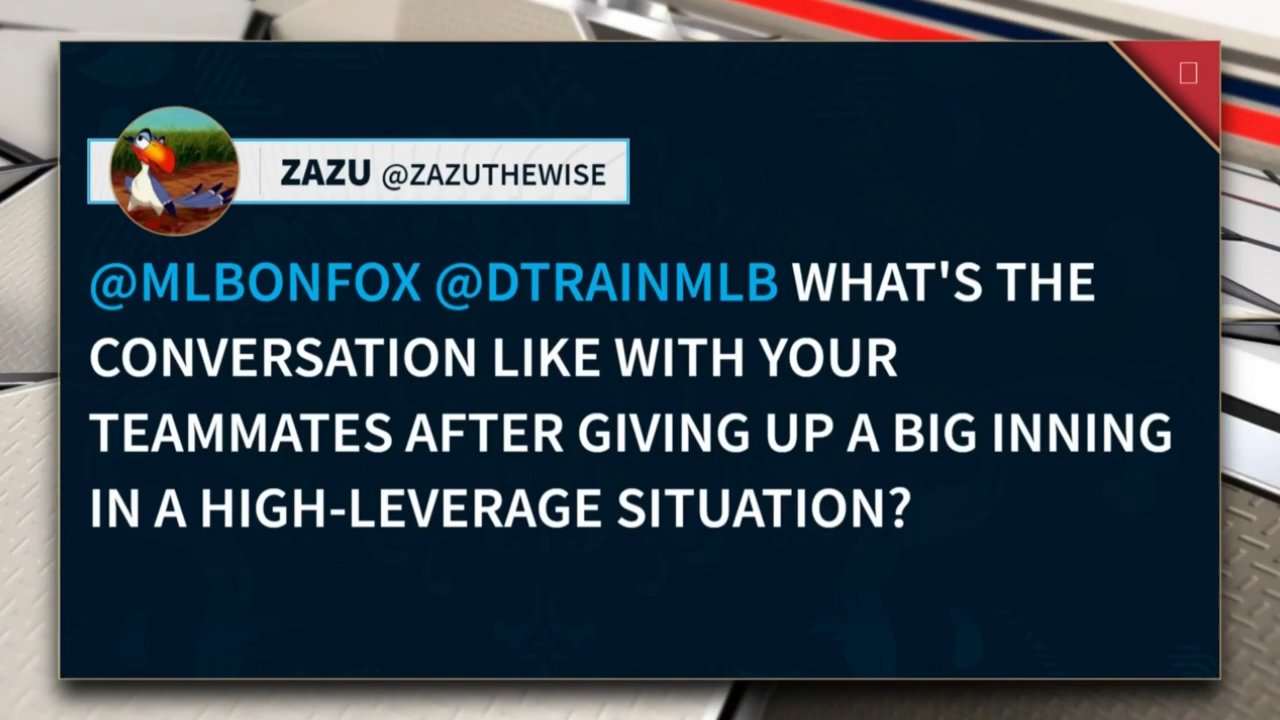 ZAZU @ZAZUTHEWISE
@MLBONFOX @DTRAINMLB WHAT'S THE
CONVERSATION LIKE WITH YOUR
TEAMMATES AFTER GIVING UP A BIG INNING
IN A HIGH-LEVERAGE SITUATION?